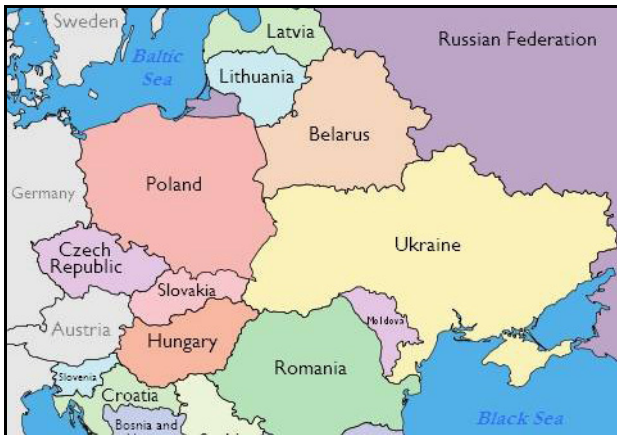 Sweden
Latvia
Russian Federation
Baltic
Sea
Lithuania
Belarus
Poland
Germany
Ukraine
Czech
Republic
Slovakia
Moldova
Austria
Hungary
Romania
Slovenia
Croatia
Bosnia and
Black Sea